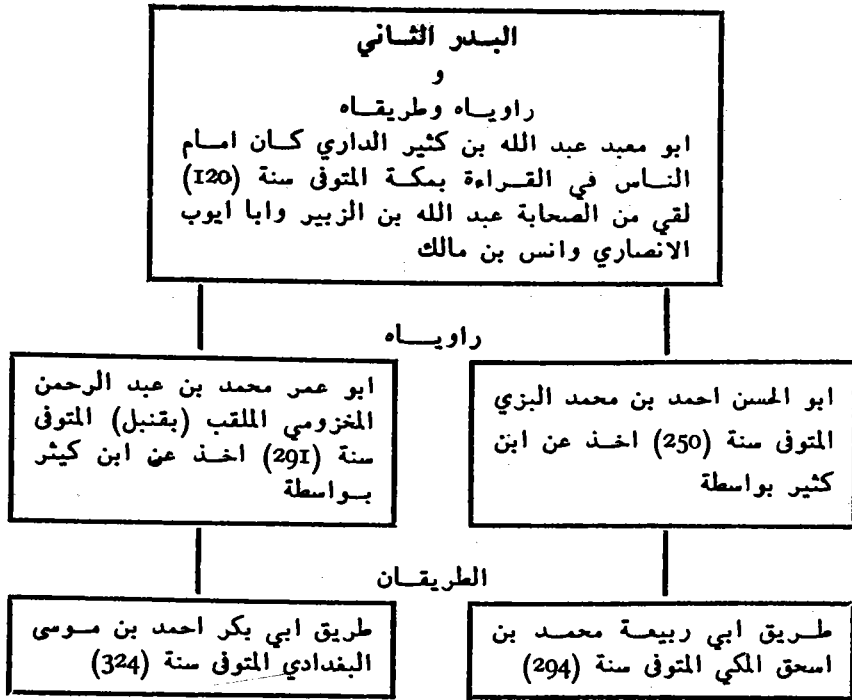 البدر الثاني
و
راوياه وطريقاه
ابو معبد عبد الله بن كثير الداري كان امام
الناس في القراءة بمكة المتوفى سنة (120)
لقي من الصحابة عبد الله بن الزبير وابا ايوب
الانصاري وانس بن مالك
راوياه
ابو الحسن احمد بن محمد البزي
المتوفى سنة (250) اخذ عن ابن
كثير بواسطة
ابو عمر محمد بن عبد الرحمن
المخزومي الملقب (بقنبل) المتوفى
سنة (291) اخذ عن ابن كيثر
بواسطة
الطريقان
طريق ابي ربيعة محمد بن
اسحق المكي المتوفى سنة (294)
طريق ابي بكر احمد بن موسى
البغدادي المتوفى سنة (324)